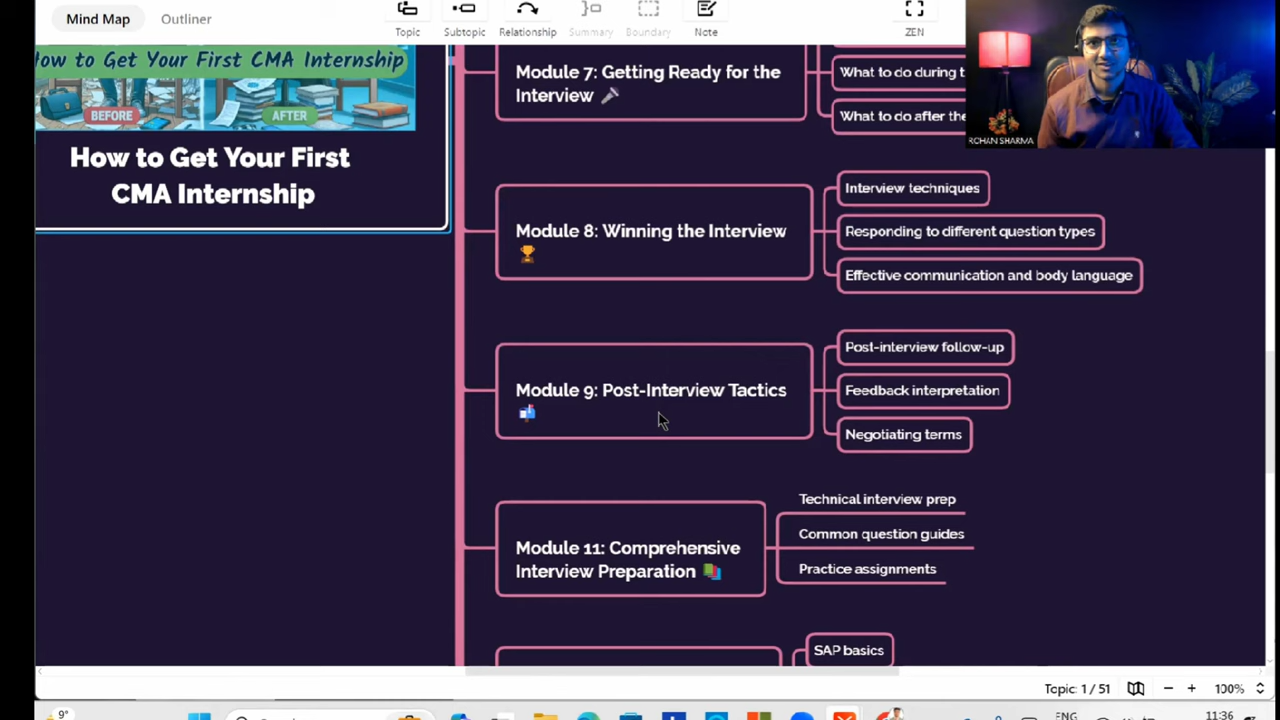 Mind Map
Outliner
Topic
Subtopic
Relationship
Summary
Boundary
Note
ZEN
How to Get Your First CMA Internship
BEFORE
AFTER
How to Get Your First
CMA Internship
Module 7: Getting Ready for the
Interview
What to do during t
What to do after the
RCHAN SHARMA
Module 8: Winning the Interview
Interview techniques
Responding to different question types
Effective communication and body language
Module 9: Post-Interview Tactics
Post-interview follow-up
Feedback interpretation
Negotiating terms
Module 11: Comprehensive
Interview Preparation
Technical interview prep
Common question guides
Practice assignments
SAP basics
Topic: 1 / 51
100%
9°
ENG
11:36